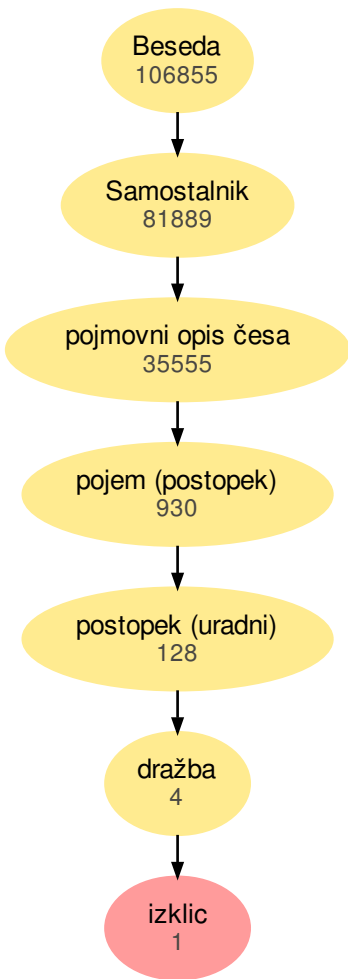 Beseda
106855
Samostalnik
81889
pojmovni opis česa
35555
pojem (postopek)
930
postopek (uradni)
128
dražba
4
izklic
1